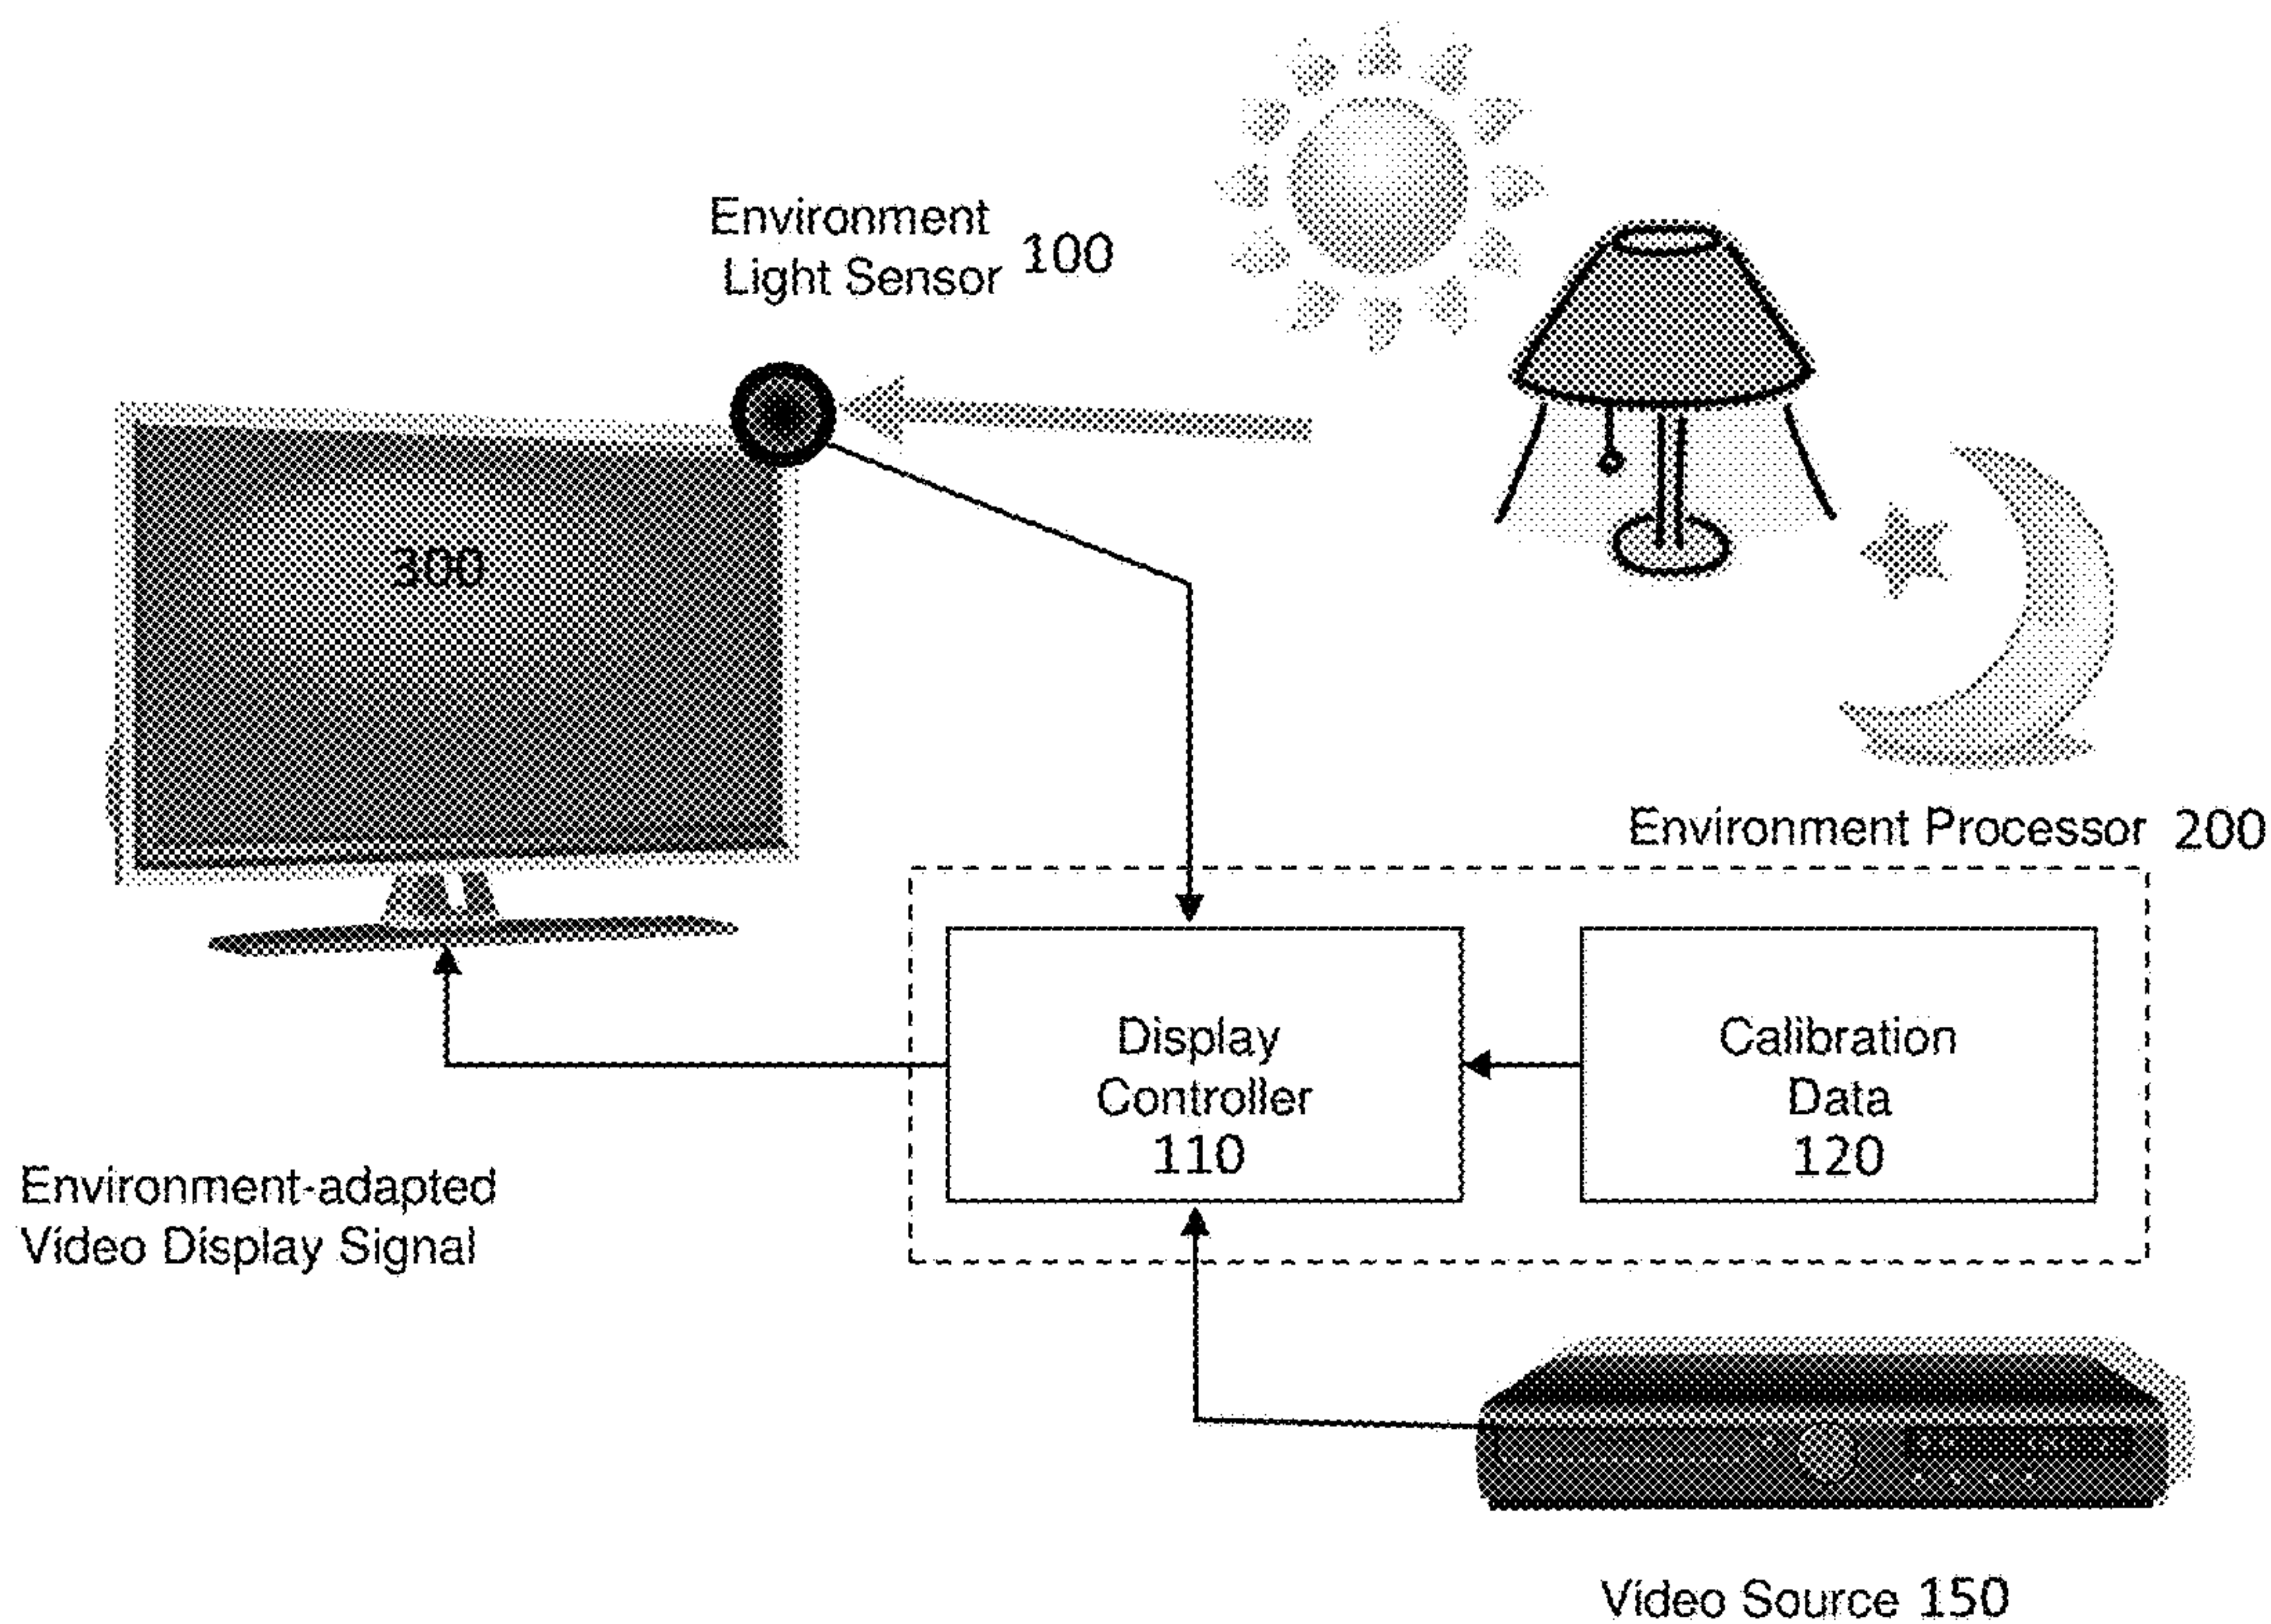 Environment
Light Sensor 100
300
Environment Processor 200
Display
Controller
110
Calibration
Data
120
Environment-adapted
Video Display Signal
Video Source 150